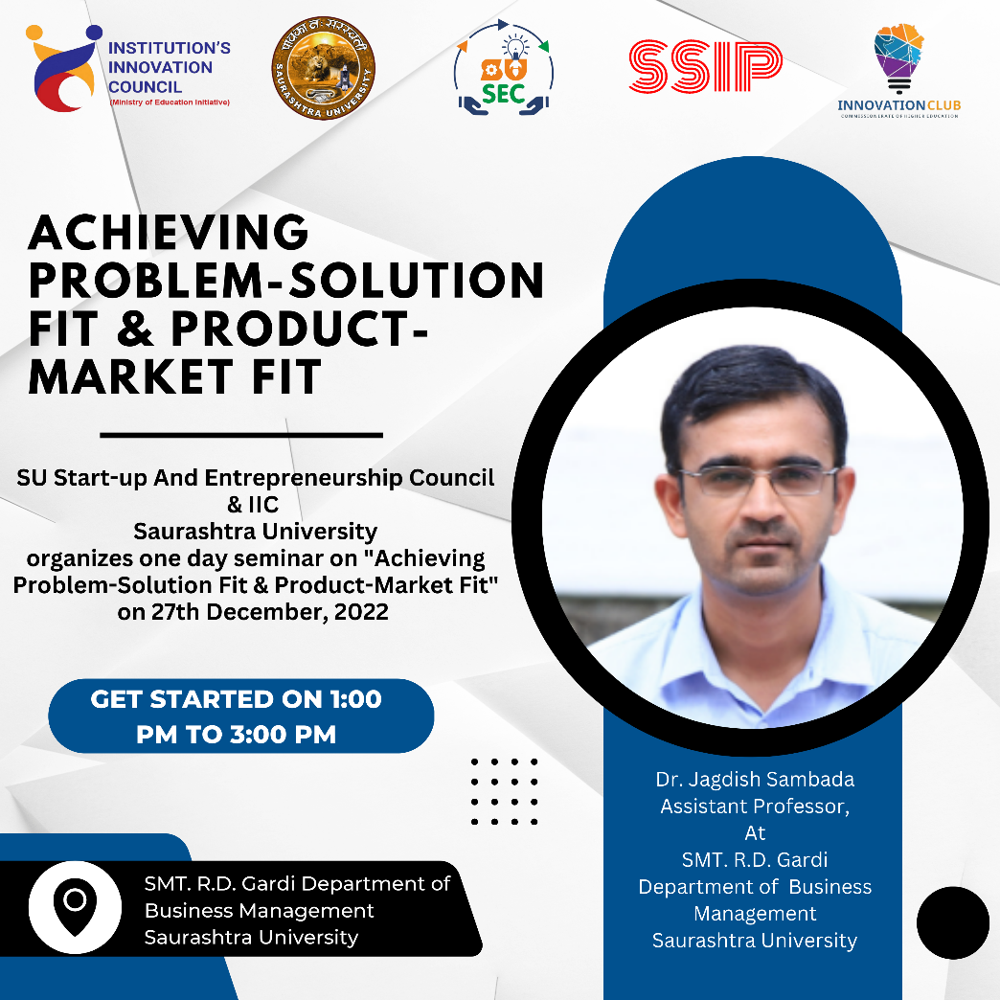 INSTITUTION'S
INNOVATION
COUNCIL
(Ministry of Education Initiative)
पावका नः सरस्वती
SAURASHTRA UNIVERSITY
SU
SEC
SSIP
INNOVATION CLUB
COMMISSIONERATE OF HIGHER EDUCATION
ACHIEVING
PROBLEM-SOLUTION
FIT & PRODUCT-
MARKET FIT
SU Start-up And Entrepreneurship Council
& IIC
Saurashtra University
organizes one day seminar on "Achieving
Problem-Solution Fit & Product-Market Fit"
on 27th December, 2022
GET STARTED ON 1:00
PM TO 3:00 PM
SMT. R.D. Gardi Department of
Business Management
Saurashtra University
Dr. Jagdish Sambada
Assistant Professor,
At
SMT. R.D. Gardi
Department of Business
Management
Saurashtra University